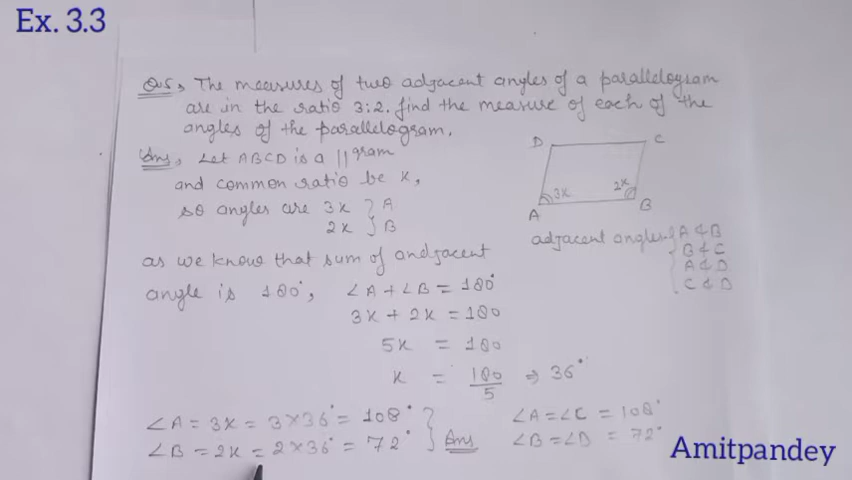 Ex. 3.3
Q.5, The measures of two adjacent angles of a parallelogram
are in the ratio 3:2. find the measure of each of the
angles of the parallelogram.
Ans, Let ABCD is a ||gram
and common ratio be x,
so angles are 3x } A
2x } B
D C
3x 2x
A B
adjacent angles { A & B
B & C
A & D
C & D
as we know that sum of andjacent
angle is 180°, ∠A + ∠B = 180°
3x + 2x = 180
5x = 180
x = 180/5 ⇒ 36°
∠A = 3x = 3×36° = 108°
∠B = 2x = 2×36° = 72° } Ans
∠A = ∠C = 108°
∠B = ∠D = 72°
Amitpandey